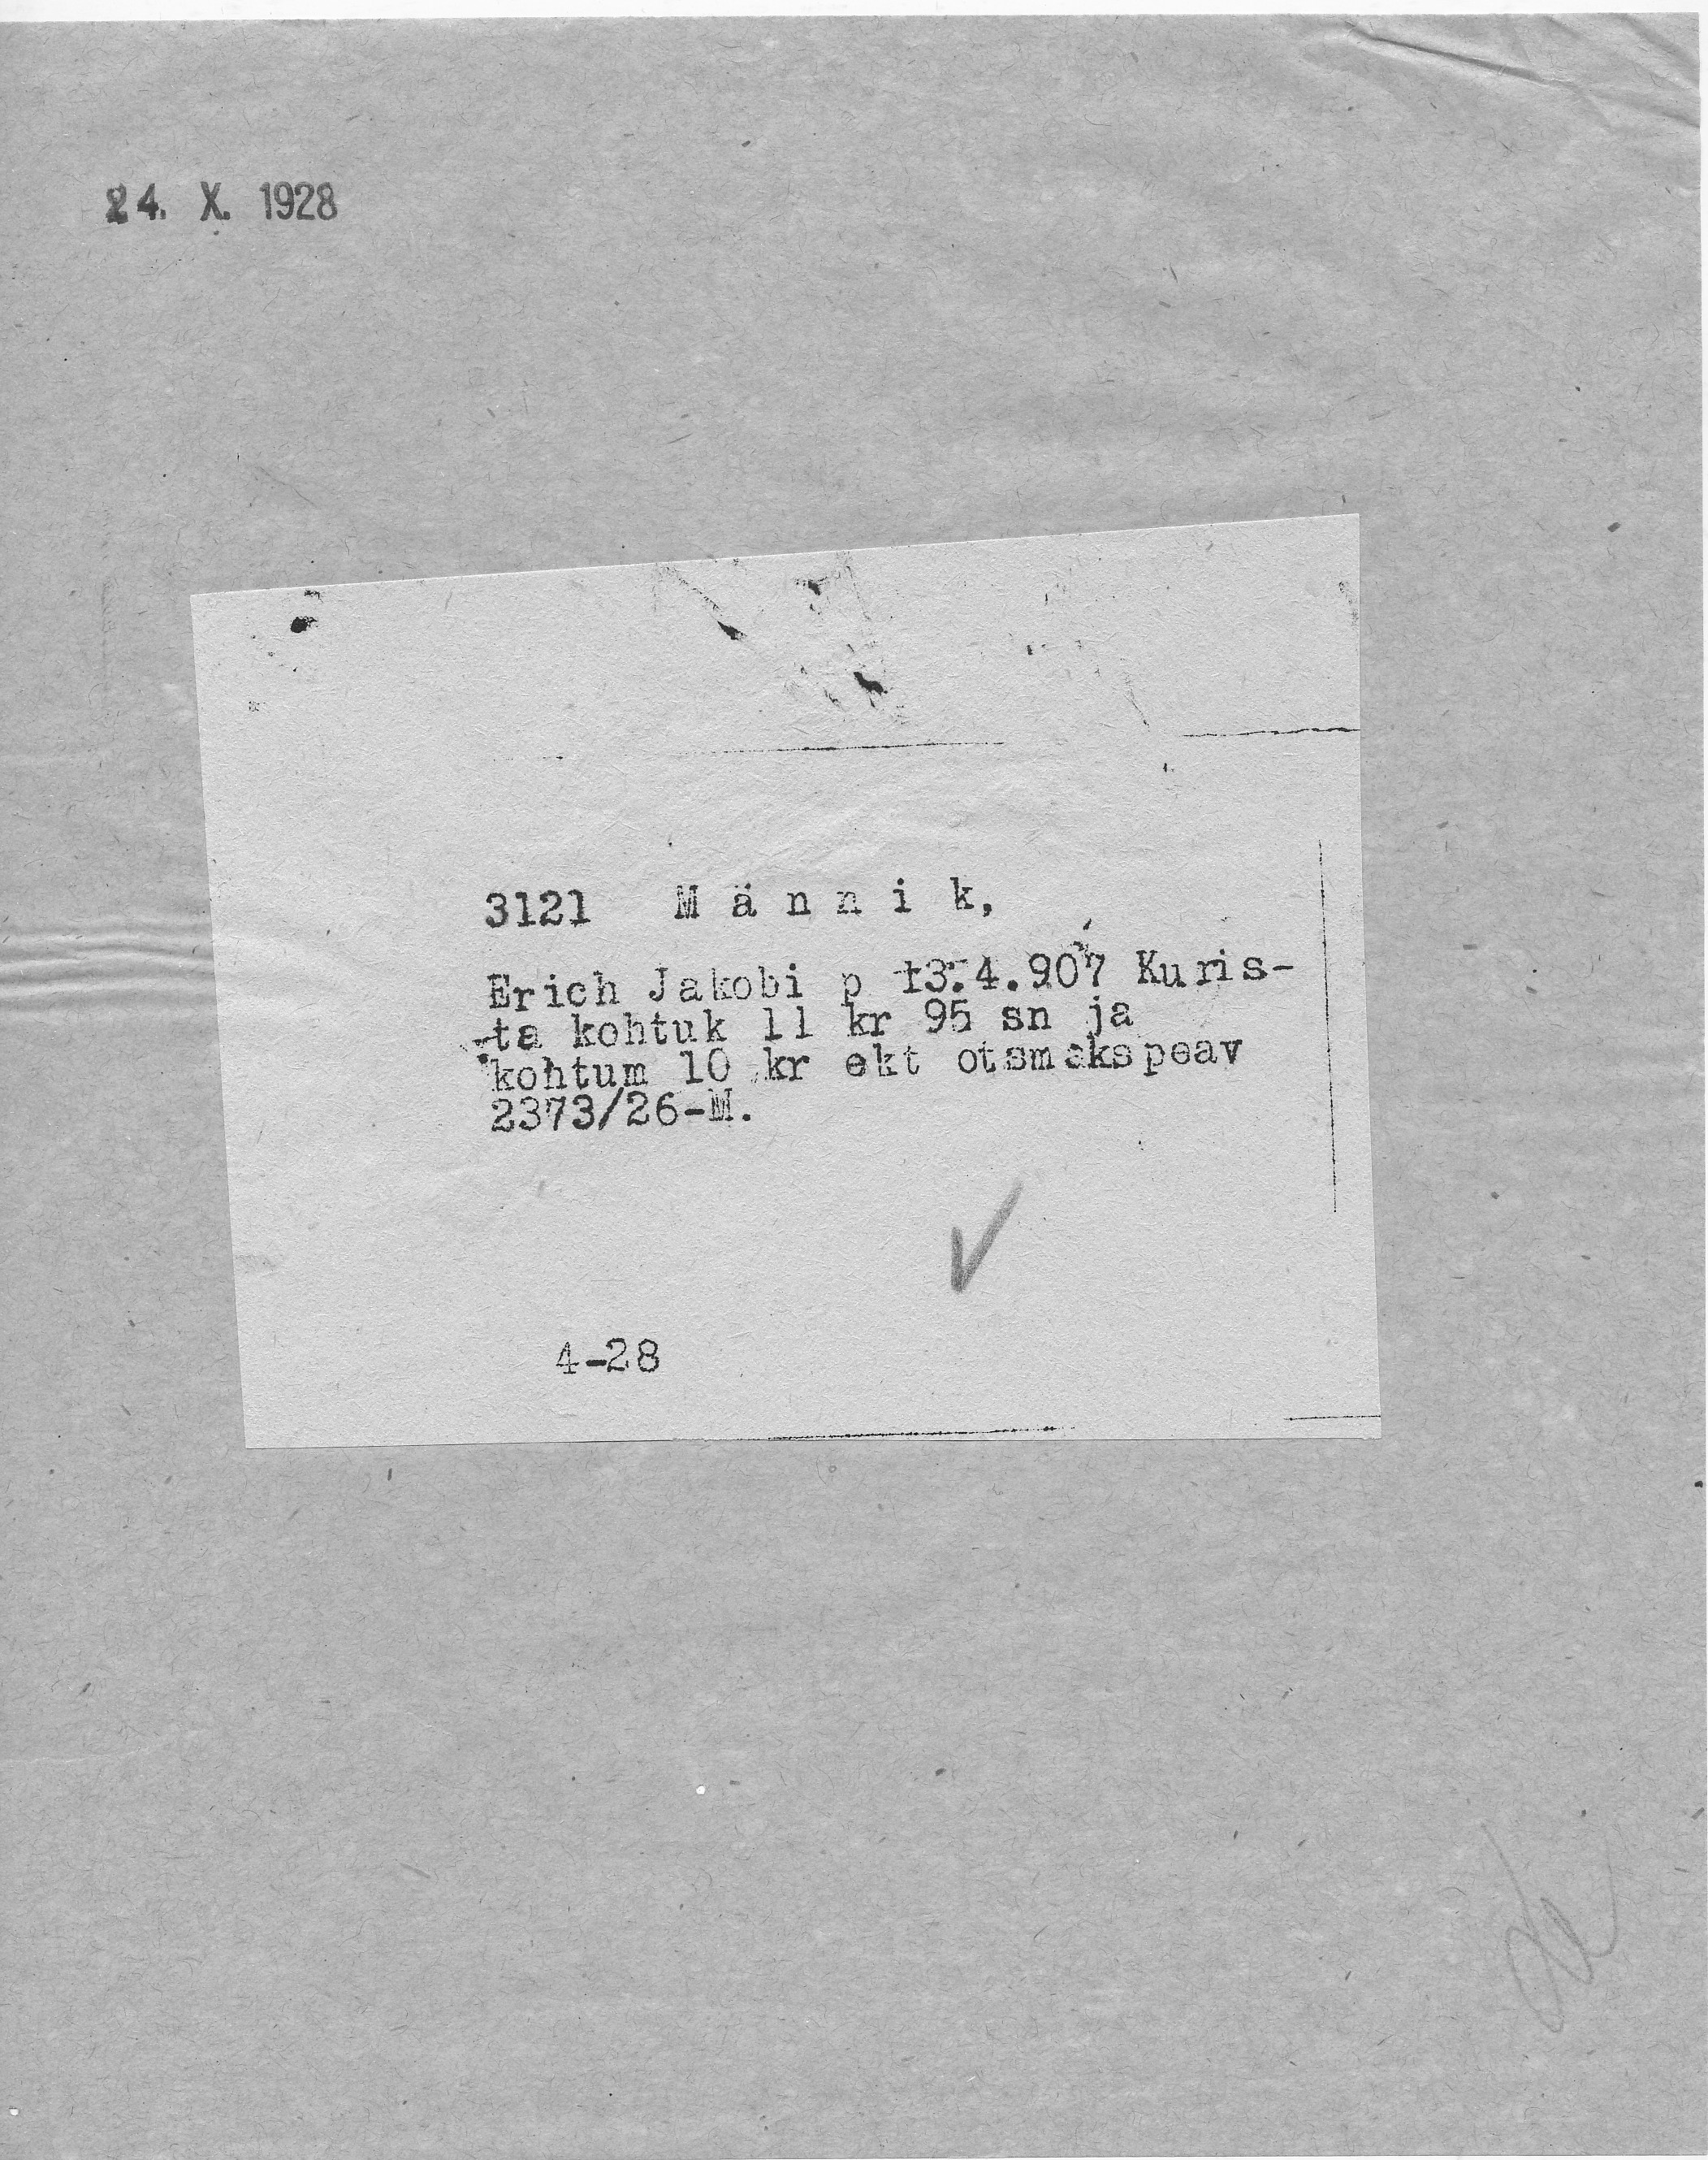 24. X. 1928
3121 Männik,
Erich Jakobi p 13.4.907 Kuris-
ta kohtuk 11 kr 95 sn ja
kohtum 10 kr ekt otsmakspeav
2373/26-M.
4-28